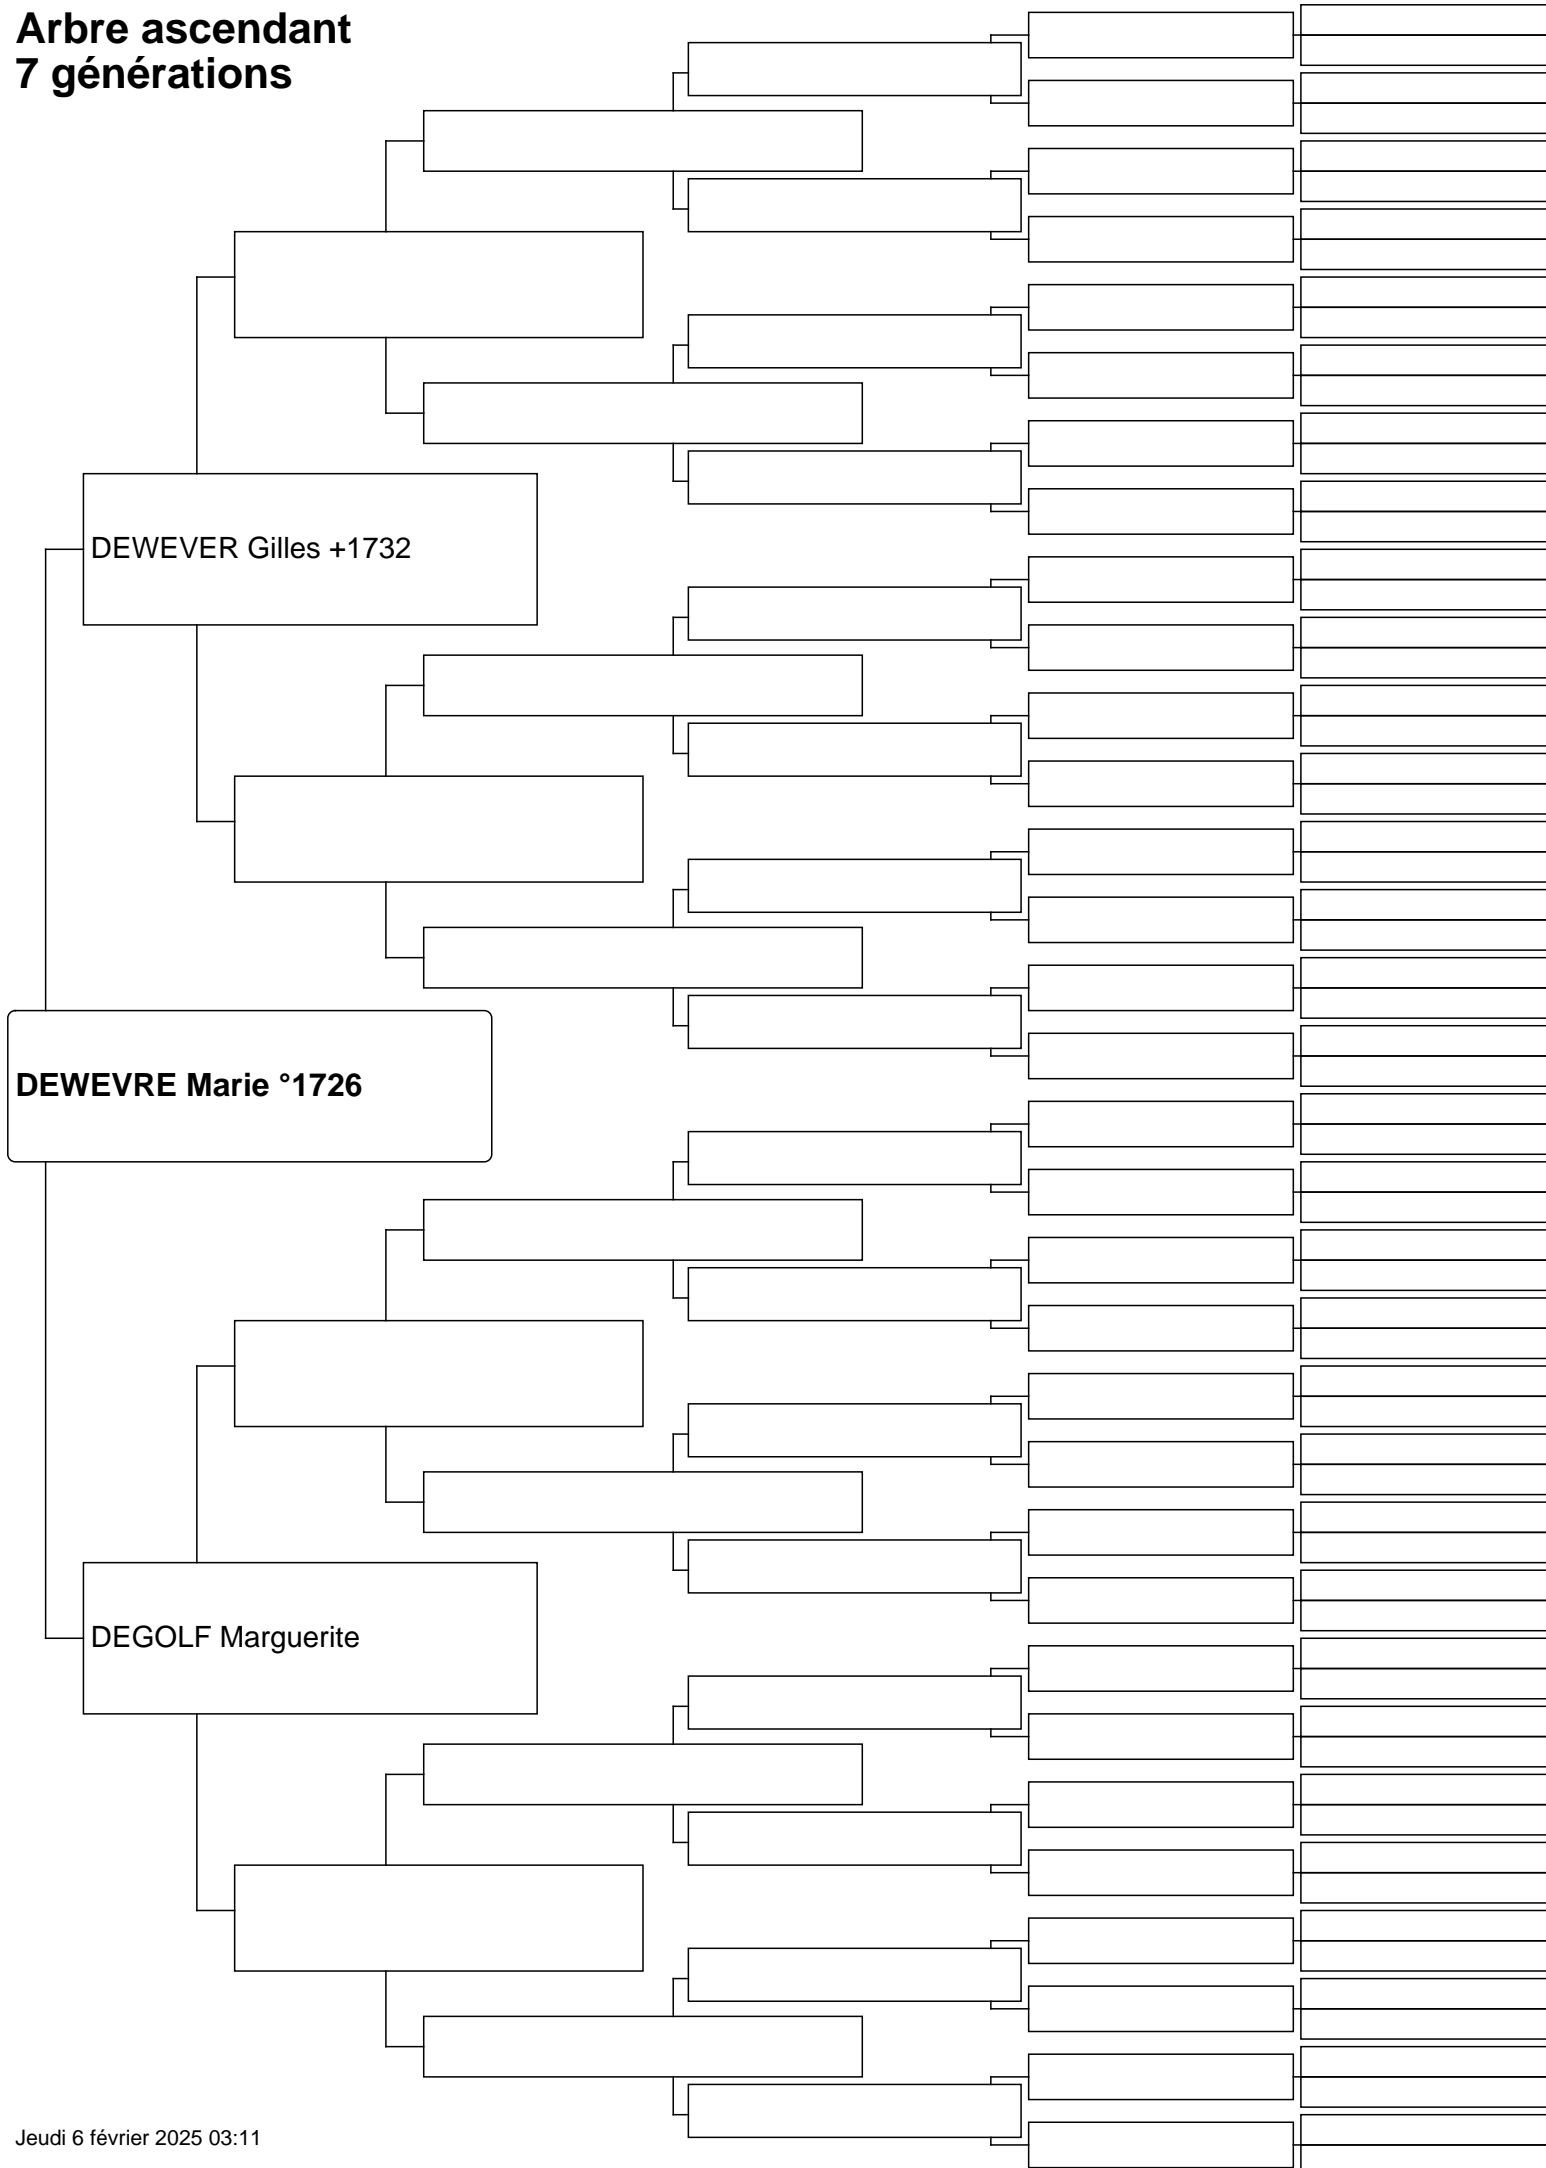 Arbre ascendant
7 générations
DEWEVER Gilles +1732
DEWEVRE Marie °1726
DEGOLF Marguerite
Jeudi 6 février 2025 03:11